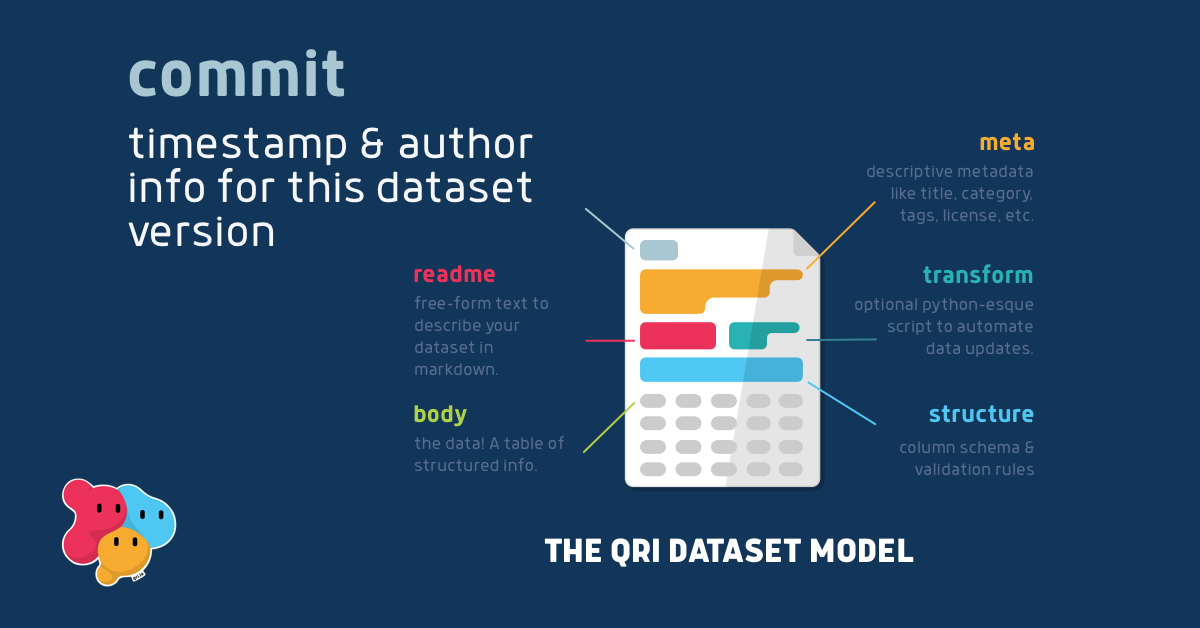 commit
timestamp & author
info for this dataset
version
readme
free-form text to
describe your
dataset in
markdown.
body
the data! A table of
structured info.
meta
descriptive metadata
like title, category,
tags, license, etc.
transform
optional python-esque
script to automate
data updates.
structure
column schema &
validation rules
THE QRI DATASET MODEL